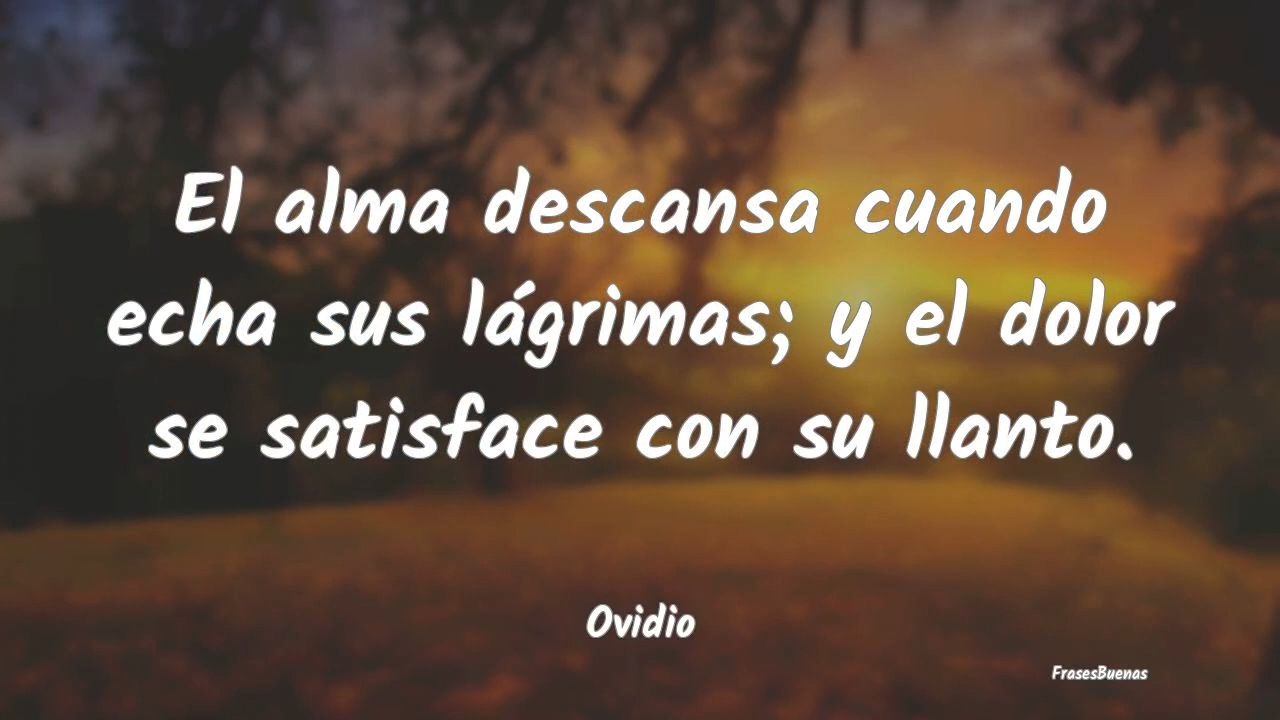 El alma descansa cuando
echa sus lágrimas; y el dolor
se satisface con su llanto.
Ovidio
FrasesBuenas